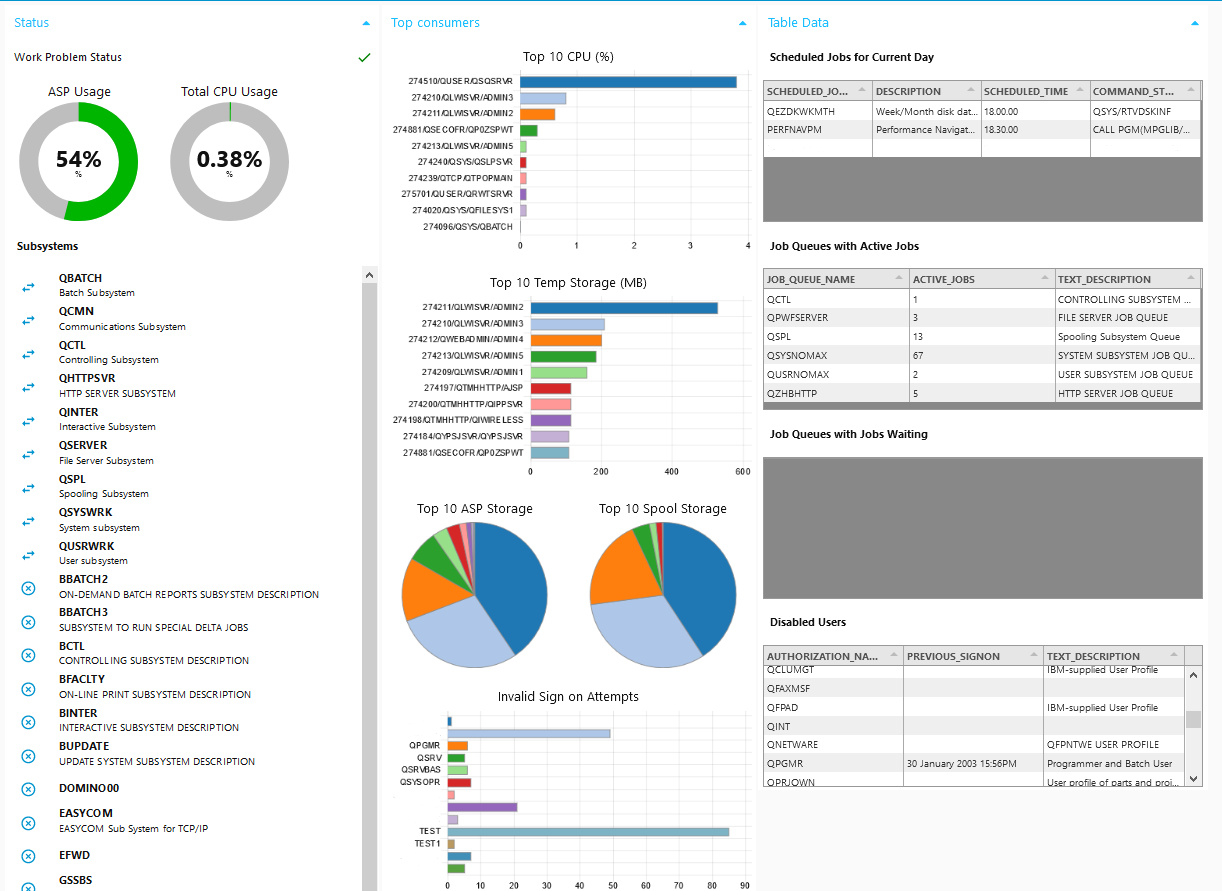 Status
Work Problem Status
ASP Usage
Total CPU Usage
54%
%
0.38%
%
Subsystems
QBATCH
Batch Subsystem
QCMN
Communications Subsystem
QCTL
Controlling Subsystem
QHTTPSVR
HTTP SERVER SUBSYSTEM
QINTER
Interactive Subsystem
QSERVER
File Server Subsystem
QSPL
Spooling Subsystem
QSYSWRK
System subsystem
QUSRWRK
User subsystem
BBATCH2
ON-DEMAND BATCH REPORTS SUBSYSTEM DESCRIPTION
BBATCH3
SUBSYSTEM TO RUN SPECIAL DELTA JOBS
BCTL
CONTROLLING SUBSYSTEM DESCRIPTION
BFACLTY
ON-LINE PRINT SUBSYSTEM DESCRIPTION
BINTER
INTERACTIVE SUBSYSTEM DESCRIPTION
BUPDATE
UPDATE SYSTEM SUBSYSTEM DESCRIPTION
DOMINO00
EASYCOM
EASYCOM Sub System for TCP/IP
EFWD
GSSBS
Top consumers
Top 10 CPU (%)
274510/QUSER/QSQSRVR
274210/QLWISVR/ADMIN3
274211/QLWISVR/ADMIN2
274881/QSECOFR/QP0ZSPWT
274213/QLWISVR/ADMIN5
274240/QSYS/QSLPSVR
274239/QTCP/QTPOPMAN
275701/QUSER/QRWTSRVR
274020/QSYS/QFILESYS1
274096/QSYS/QBATCH
0 1 2 3 4
Top 10 Temp Storage (MB)
274211/QLWISVR/ADMIN2
274210/QLWISVR/ADMIN3
274212/QWEBADMIN/ADMIN4
274213/QLWISVR/ADMIN5
274209/QLWISVR/ADMIN1
274197/QTMHHTTP/AJSP
274200/QTMHHTTP/QIPPSVR
274198/QTMHHTTP/QIWIRELESS
274184/QYPSJSVR/QYPSJSVR
274881/QSECOFR/QP0ZSPWT
0 200 400 600
Top 10 ASP Storage
Top 10 Spool Storage
Invalid Sign on Attempts
QPGMR
QSRV
QSRVBAS
QSYSOPR
TEST
TEST1
0 10 20 30 40 50 60 70 80 90
Table Data
Scheduled Jobs for Current Day
SCHEDULED_JO... DESCRIPTION SCHEDULED_TIME COMMAND_ST...
QEZDKWKMTH Week/Month disk dat... 18.00.00 QSYS/RTVDSKINF
PERFNAVPM Performance Navigat... 18.30.00 CALL PGM(MPGLIB/...
Job Queues with Active Jobs
JOB_QUEUE_NAME ACTIVE_JOBS TEXT_DESCRIPTION
QCTL 1 CONTROLLING SUBSYSTEM ...
QPWFSERVER 3 FILE SERVER JOB QUEUE
QSPL 13 Spooling Subsystem Queue
QSYSNOMAX 67 SYSTEM SUBSYSTEM JOB QU...
QUSRNOMAX 2 USER SUBSYSTEM JOB QUEUE
QZHBHTTP 5 HTTP SERVER JOB QUEUE
Job Queues with Jobs Waiting
Disabled Users
AUTHORIZATION_NA... PREVIOUS_SIGNON TEXT_DESCRIPTION
QCLUMGT IBM-supplied User Profile
QFAXMSF
QFPAD IBM-supplied User Profile
QINT
QNETWARE QFPNTWE USER PROFILE
QPGMR 30 January 2003 15:56PM Programmer and Batch User
QPRJOWN User profile of parts and proj...